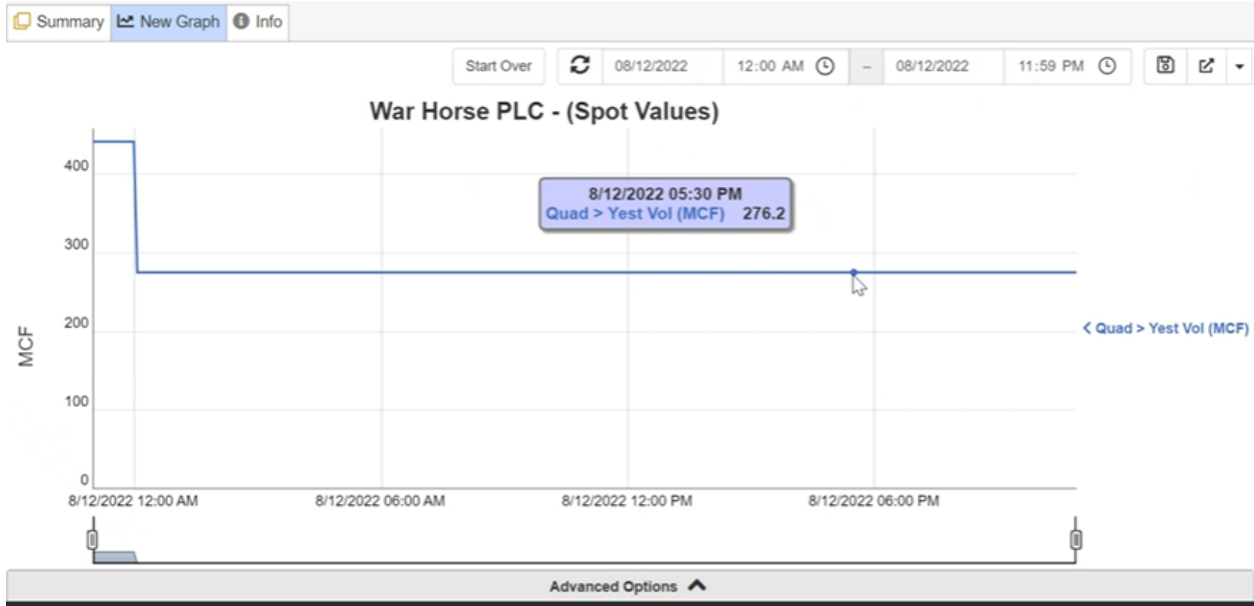 Summary New Graph Info
Start Over 08/12/2022 12:00 AM – 08/12/2022 11:59 PM
War Horse PLC - (Spot Values)
400
300
200
100
0
MCF
8/12/2022 05:30 PM
Quad > Yest Vol (MCF) 276.2
< Quad > Yest Vol (MCF)
8/12/2022 12:00 AM 8/12/2022 06:00 AM 8/12/2022 12:00 PM 8/12/2022 06:00 PM
Advanced Options